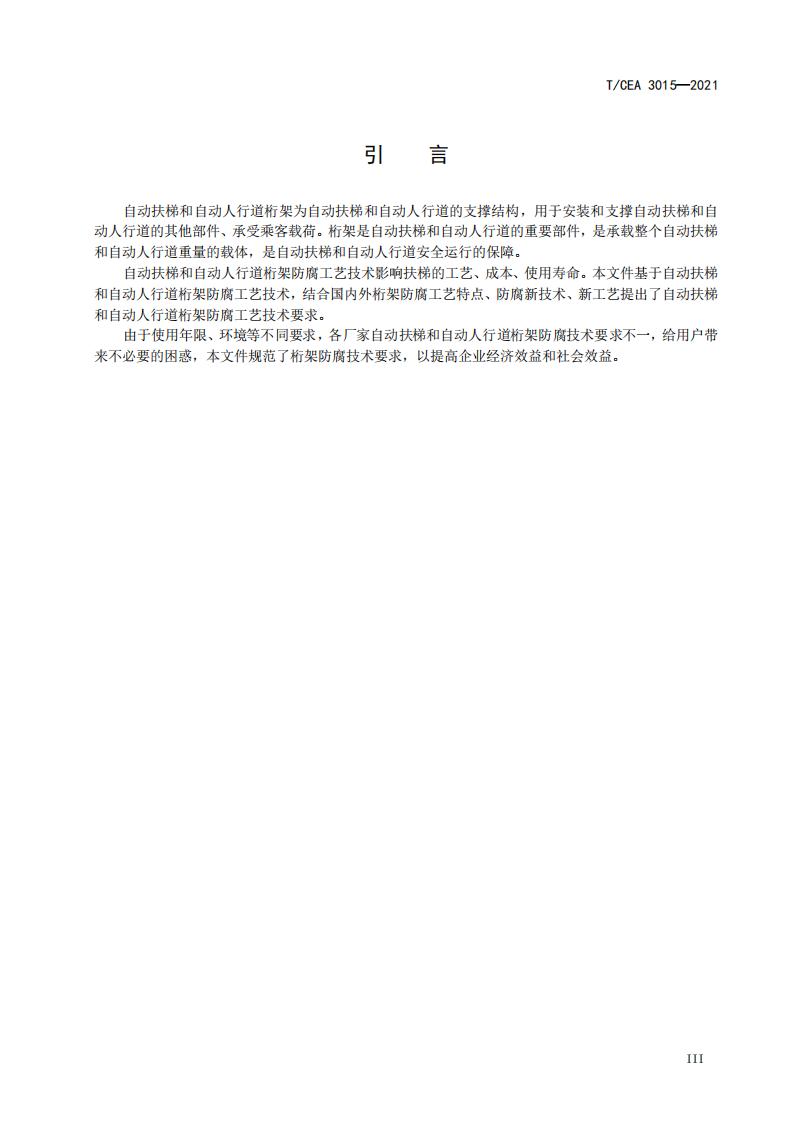 T/CEA 3015—2021
引 言
自动扶梯和自动人行道桁架为自动扶梯和自动人行道的支撑结构，用于安装和支撑自动扶梯和自
动人行道的其他部件、承受乘客载荷。桁架是自动扶梯和自动人行道的重要部件，是承载整个自动扶梯
和自动人行道重量的载体，是自动扶梯和自动人行道安全运行的保障。
自动扶梯和自动人行道桁架防腐工艺技术影响扶梯的工艺、成本、使用寿命。本文件基于自动扶梯
和自动人行道桁架防腐工艺技术，结合国内外桁架防腐工艺特点、防腐新技术、新工艺提出了自动扶梯
和自动人行道桁架防腐工艺技术要求。
由于使用年限、环境等不同要求，各厂家自动扶梯和自动人行道桁架防腐技术要求不一，给用户带
来不必要的困惑，本文件规范了桁架防腐技术要求，以提高企业经济效益和社会效益。
III